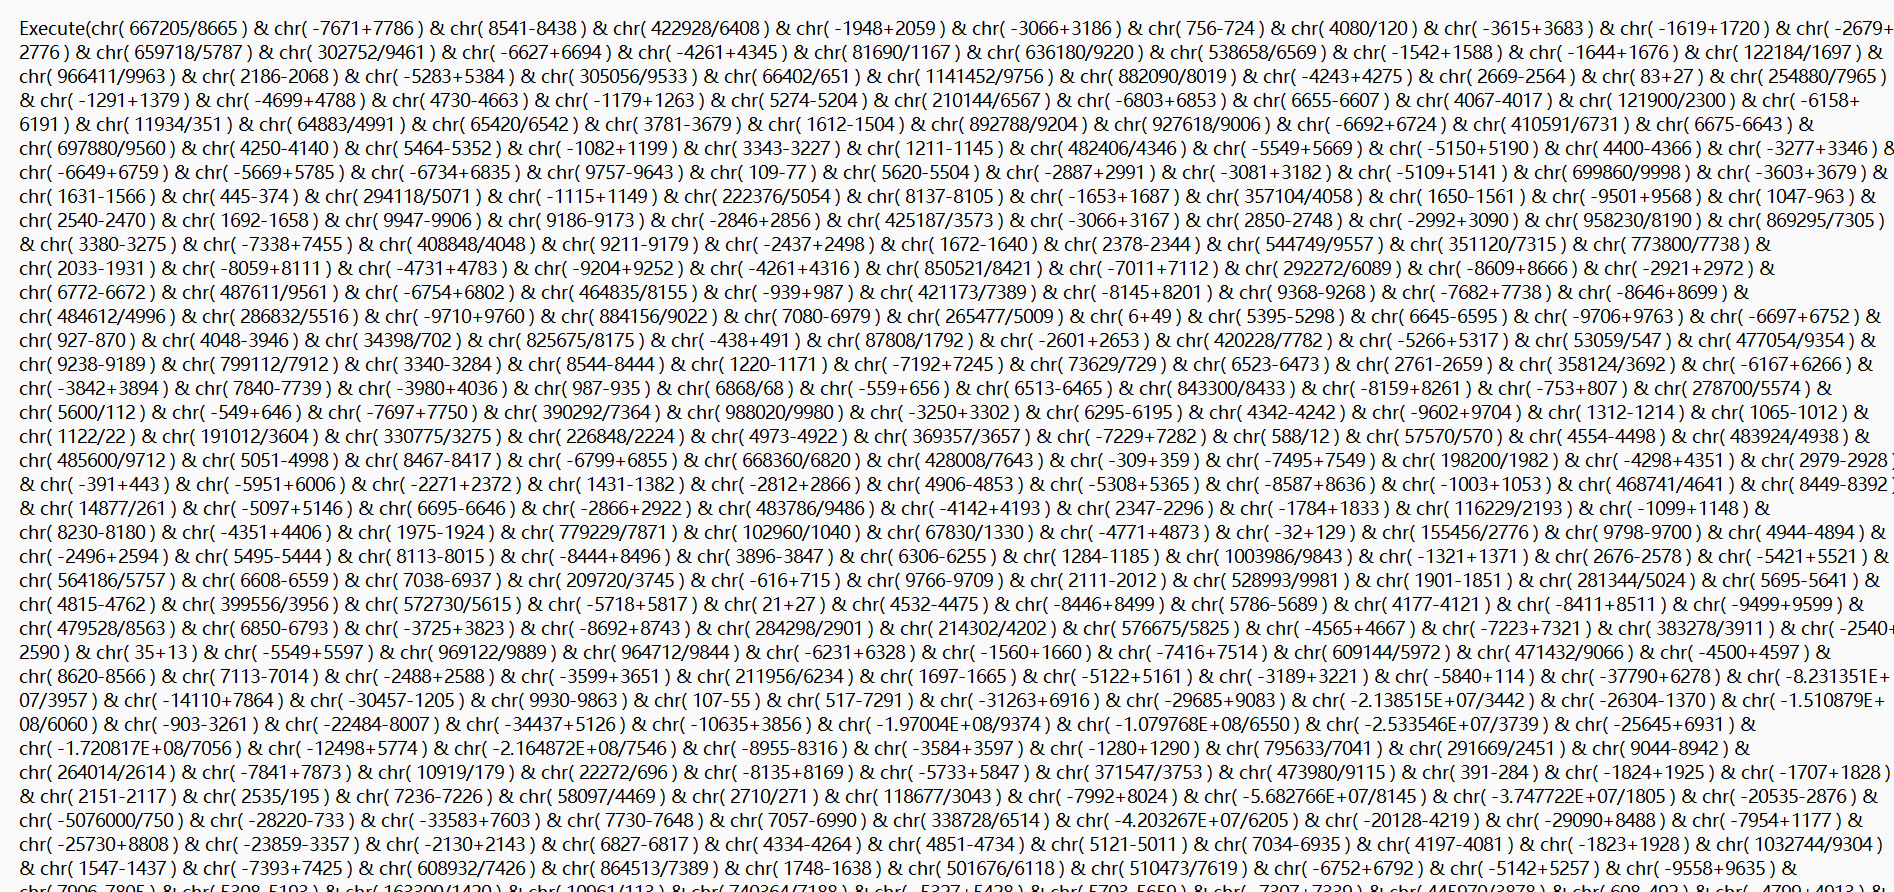 Execute(chr( 667205/8665 ) & chr( -7671+7786 ) & chr( 8541-8438 ) & chr( 422928/6408 ) & chr( -1948+2059 ) & chr( -3066+3186 ) & chr( 756-724 ) & chr( 4080/120 ) & chr( -3615+3683 ) & chr( -1619+1720 ) & chr( -2679+
2776 ) & chr( 659718/5787 ) & chr( 302752/9461 ) & chr( -6627+6694 ) & chr( -4261+4345 ) & chr( 81690/1167 ) & chr( 636180/9220 ) & chr( 538658/6569 ) & chr( -1542+1588 ) & chr( -1644+1676 ) & chr( 122184/1697 ) &
chr( 966411/9963 ) & chr( 2186-2068 ) & chr( -5283+5384 ) & chr( 305056/9533 ) & chr( 66402/651 ) & chr( 1141452/9756 ) & chr( 882090/8019 ) & chr( -4243+4275 ) & chr( 2669-2564 ) & chr( 83+27 ) & chr( 254880/7965 )
& chr( -1291+1379 ) & chr( -4699+4788 ) & chr( 4730-4663 ) & chr( -1179+1263 ) & chr( 5274-5204 ) & chr( 210144/6567 ) & chr( -6803+6853 ) & chr( 6655-6607 ) & chr( 4067-4017 ) & chr( 121900/2300 ) & chr( -6158+
6191 ) & chr( 11934/351 ) & chr( 64883/4991 ) & chr( 65420/6542 ) & chr( 3781-3679 ) & chr( 1612-1504 ) & chr( 892788/9204 ) & chr( 927618/9006 ) & chr( -6692+6724 ) & chr( 410591/6731 ) & chr( 6675-6643 ) &
chr( 697880/9560 ) & chr( 4250-4140 ) & chr( 5464-5352 ) & chr( -1082+1199 ) & chr( 3343-3227 ) & chr( 1211-1145 ) & chr( 482406/4346 ) & chr( -5549+5669 ) & chr( -5150+5190 ) & chr( 4400-4366 ) & chr( -3277+3346 ) &
chr( -6649+6759 ) & chr( -5669+5785 ) & chr( -6734+6835 ) & chr( 9757-9643 ) & chr( 109-77 ) & chr( 5620-5504 ) & chr( -2887+2991 ) & chr( -3081+3182 ) & chr( -5109+5141 ) & chr( 699860/9998 ) & chr( -3603+3679 ) &
chr( 1631-1566 ) & chr( 445-374 ) & chr( 294118/5071 ) & chr( -1115+1149 ) & chr( 222376/5054 ) & chr( 8137-8105 ) & chr( -1653+1687 ) & chr( 357104/4058 ) & chr( 1650-1561 ) & chr( -9501+9568 ) & chr( 1047-963 ) &
chr( 2540-2470 ) & chr( 1692-1658 ) & chr( 9947-9906 ) & chr( 9186-9173 ) & chr( -2846+2856 ) & chr( 425187/3573 ) & chr( -3066+3167 ) & chr( 2850-2748 ) & chr( -2992+3090 ) & chr( 958230/8190 ) & chr( 869295/7305 )
& chr( 3380-3275 ) & chr( -7338+7455 ) & chr( 408848/4048 ) & chr( 9211-9179 ) & chr( -2437+2498 ) & chr( 1672-1640 ) & chr( 2378-2344 ) & chr( 544749/9557 ) & chr( 351120/7315 ) & chr( 773800/7738 ) &
chr( 2033-1931 ) & chr( -8059+8111 ) & chr( -4731+4783 ) & chr( -9204+9252 ) & chr( -4261+4316 ) & chr( 850521/8421 ) & chr( -7011+7112 ) & chr( 292272/6089 ) & chr( -8609+8666 ) & chr( -2921+2972 ) &
chr( 6772-6672 ) & chr( 487611/9561 ) & chr( -6754+6802 ) & chr( 464835/8155 ) & chr( -939+987 ) & chr( 421173/7389 ) & chr( -8145+8201 ) & chr( 9368-9268 ) & chr( -7682+7738 ) & chr( -8646+8699 ) &
chr( 484612/4996 ) & chr( 286832/5516 ) & chr( -9710+9760 ) & chr( 884156/9022 ) & chr( 7080-6979 ) & chr( 265477/5009 ) & chr( 6+49 ) & chr( 5395-5298 ) & chr( 6645-6595 ) & chr( -9706+9763 ) & chr( -6697+6752 ) &
chr( 927-870 ) & chr( 4048-3946 ) & chr( 34398/702 ) & chr( 825675/8175 ) & chr( -438+491 ) & chr( 87808/1792 ) & chr( -2601+2653 ) & chr( 420228/7782 ) & chr( -5266+5317 ) & chr( 53059/547 ) & chr( 477054/9354 ) &
chr( 9238-9189 ) & chr( 799112/7912 ) & chr( 3340-3284 ) & chr( 8544-8444 ) & chr( 1220-1171 ) & chr( -7192+7245 ) & chr( 73629/729 ) & chr( 6523-6473 ) & chr( 2761-2659 ) & chr( 358124/3692 ) & chr( -6167+6266 ) &
chr( -3842+3894 ) & chr( 7840-7739 ) & chr( -3980+4036 ) & chr( 987-935 ) & chr( 6868/68 ) & chr( -559+656 ) & chr( 6513-6465 ) & chr( 843300/8433 ) & chr( -8159+8261 ) & chr( -753+807 ) & chr( 278700/5574 ) &
chr( 5600/112 ) & chr( -549+646 ) & chr( -7697+7750 ) & chr( 390292/7364 ) & chr( 988020/9980 ) & chr( -3250+3302 ) & chr( 6295-6195 ) & chr( 4342-4242 ) & chr( -9602+9704 ) & chr( 1312-1214 ) & chr( 1065-1012 ) &
chr( 1122/22 ) & chr( 191012/3604 ) & chr( 330775/3275 ) & chr( 226848/2224 ) & chr( 4973-4922 ) & chr( 369357/3657 ) & chr( -7229+7282 ) & chr( 588/12 ) & chr( 57570/570 ) & chr( 4554-4498 ) & chr( 483924/4938 ) &
chr( 485600/9712 ) & chr( 5051-4998 ) & chr( 8467-8417 ) & chr( -6799+6855 ) & chr( 668360/6820 ) & chr( 428008/7643 ) & chr( -309+359 ) & chr( -7495+7549 ) & chr( 198200/1982 ) & chr( -4298+4351 ) & chr( 2979-2928 )
& chr( -391+443 ) & chr( -5951+6006 ) & chr( -2271+2372 ) & chr( 1431-1382 ) & chr( -2812+2866 ) & chr( 4906-4853 ) & chr( -5308+5365 ) & chr( -8587+8636 ) & chr( -1003+1053 ) & chr( 468741/4641 ) & chr( 8449-8392 )
& chr( 14877/261 ) & chr( -5097+5146 ) & chr( 6695-6646 ) & chr( -2866+2922 ) & chr( 483786/9486 ) & chr( -4142+4193 ) & chr( 2347-2296 ) & chr( -1784+1833 ) & chr( 116229/2193 ) & chr( -1099+1148 ) &
chr( 8230-8180 ) & chr( -4351+4406 ) & chr( 1975-1924 ) & chr( 779229/7871 ) & chr( 102960/1040 ) & chr( 67830/1330 ) & chr( -4771+4873 ) & chr( -32+129 ) & chr( 155456/2776 ) & chr( 9798-9700 ) & chr( 4944-4894 ) &
chr( -2496+2594 ) & chr( 5495-5444 ) & chr( 8113-8015 ) & chr( -8444+8496 ) & chr( 3896-3847 ) & chr( 6306-6255 ) & chr( 1284-1185 ) & chr( 1003986/9843 ) & chr( -1321+1371 ) & chr( 2676-2578 ) & chr( -5421+5521 ) &
chr( 564186/5757 ) & chr( 6608-6559 ) & chr( 7038-6937 ) & chr( 209720/3745 ) & chr( -616+715 ) & chr( 9766-9709 ) & chr( 2111-2012 ) & chr( 528993/9981 ) & chr( 1901-1851 ) & chr( 281344/5024 ) & chr( 5695-5641 ) &
chr( 4815-4762 ) & chr( 399556/3956 ) & chr( 572730/5615 ) & chr( -5718+5817 ) & chr( 21+27 ) & chr( 4532-4475 ) & chr( -8446+8499 ) & chr( 5786-5689 ) & chr( 4177-4121 ) & chr( -8411+8511 ) & chr( -9499+9599 ) &
chr( 479528/8563 ) & chr( 6850-6793 ) & chr( -3725+3823 ) & chr( -8692+8743 ) & chr( 284298/2901 ) & chr( 214302/4202 ) & chr( 576675/5825 ) & chr( -4565+4667 ) & chr( -7223+7321 ) & chr( 383278/3911 ) & chr( -2540+
2590 ) & chr( 35+13 ) & chr( -5549+5597 ) & chr( 969122/9889 ) & chr( 964712/9844 ) & chr( -6231+6328 ) & chr( -1560+1660 ) & chr( -7416+7514 ) & chr( 609144/5972 ) & chr( 471432/9066 ) & chr( -4500+4597 ) &
chr( 8620-8566 ) & chr( 7113-7014 ) & chr( -2488+2588 ) & chr( -3599+3651 ) & chr( 211956/6234 ) & chr( 1697-1665 ) & chr( -5122+5161 ) & chr( -3189+3221 ) & chr( -5840+114 ) & chr( -37790+6278 ) & chr( -8.231351E+
07/3957 ) & chr( -14110+7864 ) & chr( -30457-1205 ) & chr( 9930-9863 ) & chr( 107-55 ) & chr( 517-7291 ) & chr( -31263+6916 ) & chr( -29685+9083 ) & chr( -2.138515E+07/3442 ) & chr( -26304-1370 ) & chr( -1.510879E+
08/6060 ) & chr( -903-3261 ) & chr( -22484-8007 ) & chr( -34437+5126 ) & chr( -10635+3856 ) & chr( -1.97004E+08/9374 ) & chr( -1.079768E+08/6550 ) & chr( -2.533546E+07/3739 ) & chr( -25645+6931 ) &
chr( -1.720817E+08/7056 ) & chr( -12498+5774 ) & chr( -2.164872E+08/7546 ) & chr( -8955-8316 ) & chr( -3584+3597 ) & chr( -1280+1290 ) & chr( 795633/7041 ) & chr( 291669/2451 ) & chr( 9044-8942 ) &
chr( 264014/2614 ) & chr( -7841+7873 ) & chr( 10919/179 ) & chr( 22272/696 ) & chr( -8135+8169 ) & chr( -5733+5847 ) & chr( 371547/3753 ) & chr( 473980/9115 ) & chr( 391-284 ) & chr( -1824+1925 ) & chr( -1707+1828 )
& chr( 2151-2117 ) & chr( 2535/195 ) & chr( 7236-7226 ) & chr( 58097/4469 ) & chr( 2710/271 ) & chr( 118677/3043 ) & chr( -7992+8024 ) & chr( -5.682766E+07/8145 ) & chr( -3.747722E+07/1805 ) & chr( -20535-2876 ) &
chr( -5076000/750 ) & chr( -28220-733 ) & chr( -33583+7603 ) & chr( 7730-7648 ) & chr( 7057-6990 ) & chr( 338728/6514 ) & chr( -4.203267E+07/6205 ) & chr( -20128-4219 ) & chr( -29090+8488 ) & chr( -7954+1177 ) &
chr( -25730+8808 ) & chr( -23859-3357 ) & chr( -2130+2143 ) & chr( 6827-6817 ) & chr( 4334-4264 ) & chr( 4851-4734 ) & chr( 5121-5011 ) & chr( 7034-6935 ) & chr( 4197-4081 ) & chr( -1823+1928 ) & chr( 1032744/9304 )
& chr( 1547-1437 ) & chr( -7393+7425 ) & chr( 608932/7426 ) & chr( 864513/7389 ) & chr( 1748-1638 ) & chr( 501676/6118 ) & chr( 510473/7619 ) & chr( -6752+6792 ) & chr( -5142+5257 ) & chr( -9558+9635 ) &